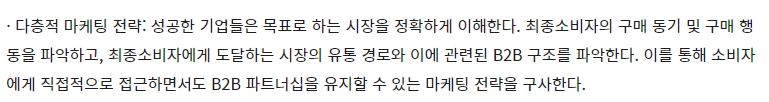 · 다층적 마케팅 전략: 성공한 기업들은 목표로 하는 시장을 정확하게 이해한다. 최종소비자의 구매 동기 및 구매 행
동을 파악하고, 최종소비자에게 도달하는 시장의 유통 경로와 이에 관련된 B2B 구조를 파악한다. 이를 통해 소비자
에게 직접적으로 접근하면서도 B2B 파트너십을 유지할 수 있는 마케팅 전략을 구사한다.